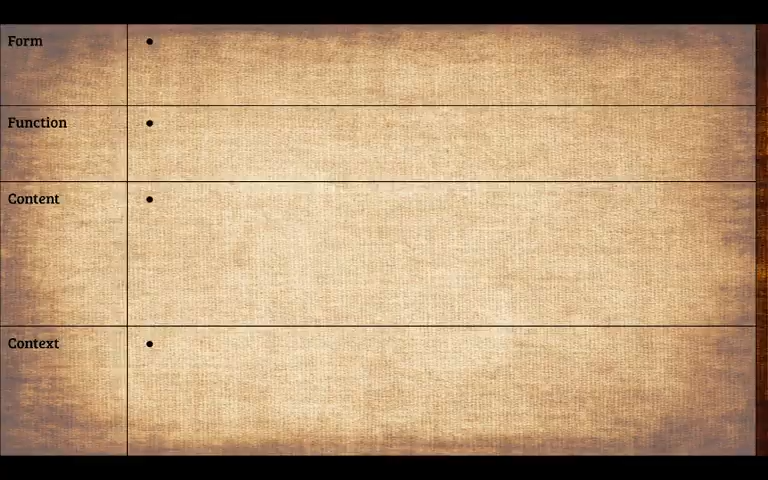 Form
•
Function
•
Content
•
Context
•